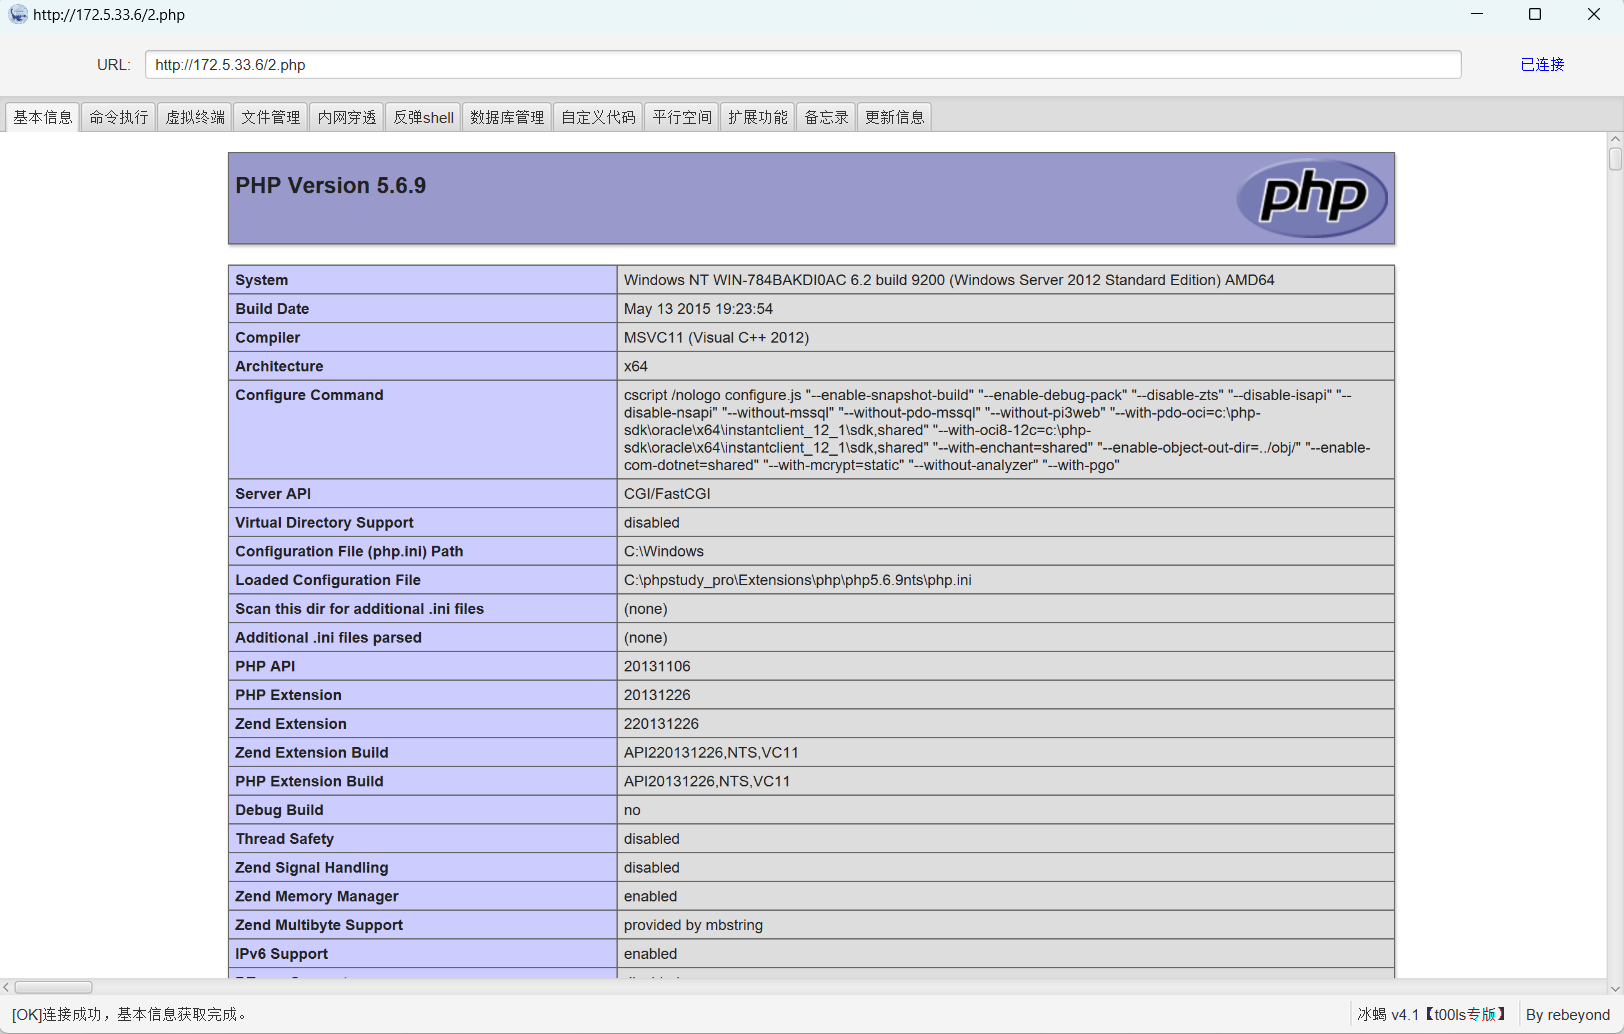 http://172.5.33.6/2.php
URL: http://172.5.33.6/2.php 已连接
基本信息 命令执行 虚拟终端 文件管理 内网穿透 反弹shell 数据库管理 自定义代码 平行空间 扩展功能 备忘录 更新信息
PHP Version 5.6.9
php
System Windows NT WIN-784BAKDI0AC 6.2 build 9200 (Windows Server 2012 Standard Edition) AMD64
Build Date May 13 2015 19:23:54
Compiler MSVC11 (Visual C++ 2012)
Architecture x64
Configure Command cscript /nologo configure.js "--enable-snapshot-build" "--enable-debug-pack" "--disable-zts" "--disable-isapi" "--
disable-nsapi" "--without-mssql" "--without-pdo-mssql" "--without-pi3web" "--with-pdo-oci=c:\php-
sdk\oracle\x64\instantclient_12_1\sdk,shared" "--with-oci8-12c=c:\php-
sdk\oracle\x64\instantclient_12_1\sdk,shared" "--with-enchant=shared" "--enable-object-out-dir=../obj/" "--enable-
com-dotnet=shared" "--with-mcrypt=static" "--without-analyzer" "--with-pgo"
Server API CGI/FastCGI
Virtual Directory Support disabled
Configuration File (php.ini) Path C:\Windows
Loaded Configuration File C:\phpstudy_pro\Extensions\php\php5.6.9nts\php.ini
Scan this dir for additional .ini files (none)
Additional .ini files parsed (none)
PHP API 20131106
PHP Extension 20131226
Zend Extension 220131226
Zend Extension Build API220131226,NTS,VC11
PHP Extension Build API20131226,NTS,VC11
Debug Build no
Thread Safety disabled
Zend Signal Handling disabled
Zend Memory Manager enabled
Zend Multibyte Support provided by mbstring
IPv6 Support enabled
[OK]连接成功，基本信息获取完成。 冰蝎 v4.1【t00ls专版】 By rebeyond